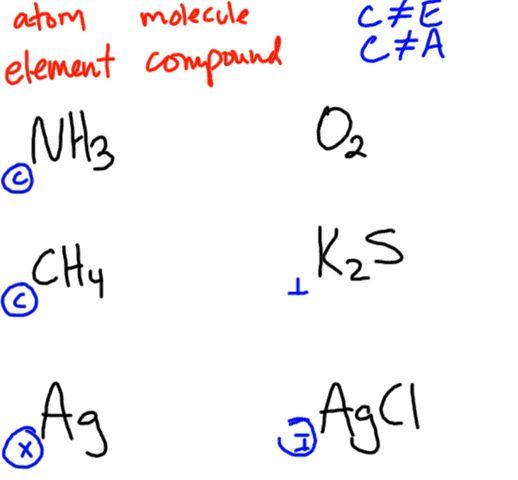 atom molecule C≠E
element compound C≠A
NH3 O2
C
CH4 K2S
C I
Ag AgCl
X I